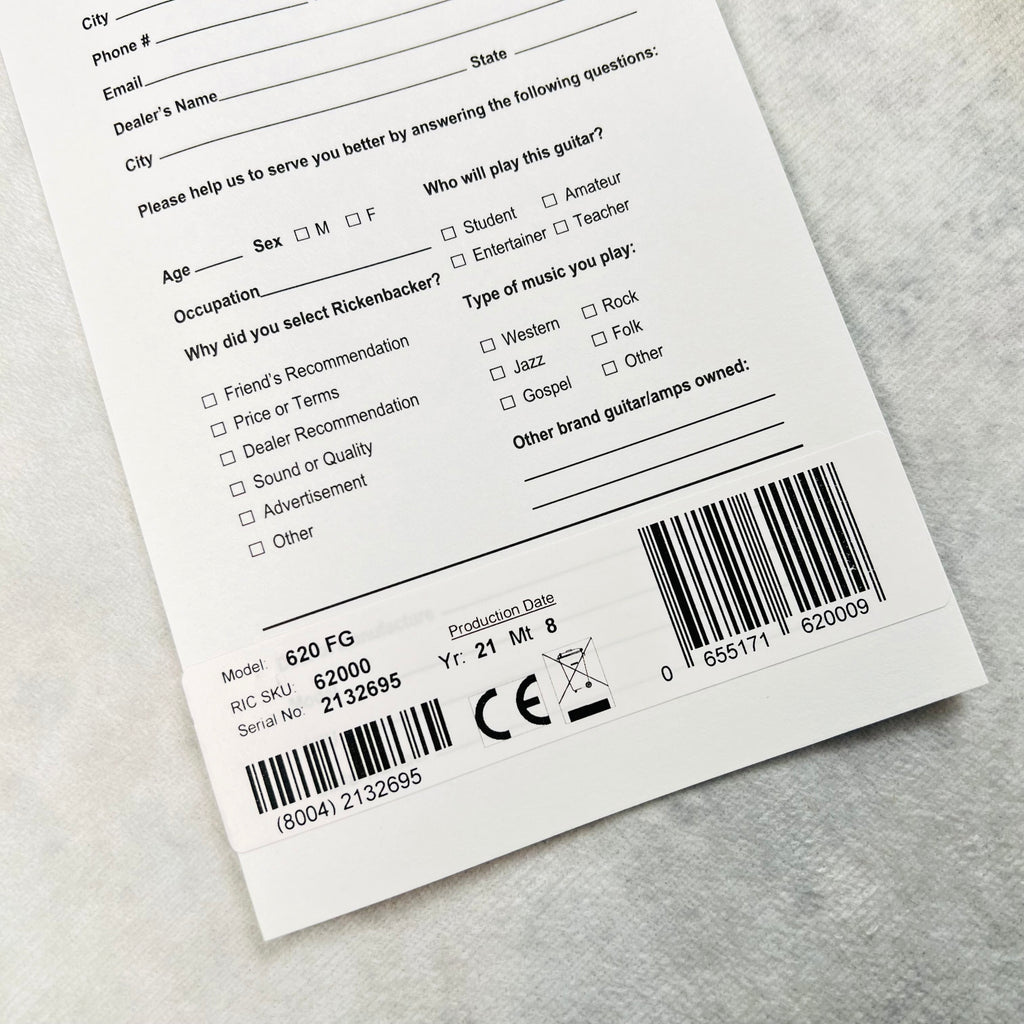 City
Phone #
Email
Dealer's Name
City State
Please help us to serve you better by answering the following questions:
Age Sex ☐ M ☐ F
Occupation
Why did you select Rickenbacker?
☐ Friend's Recommendation
☐ Price or Terms
☐ Dealer Recommendation
☐ Sound or Quality
☐ Advertisement
☐ Other
Who will play this guitar?
☐ Student ☐ Amateur
☐ Entertainer ☐ Teacher
Type of music you play:
☐ Western ☐ Rock
☐ Jazz ☐ Folk
☐ Gospel ☐ Other
Other brand guitar/amps owned:
Model: 620 FG
RIC SKU: 62000
Serial No: 2132695
(8004) 2132695
Production Date
Yr: 21 Mt 8
CE
0 655171 620009